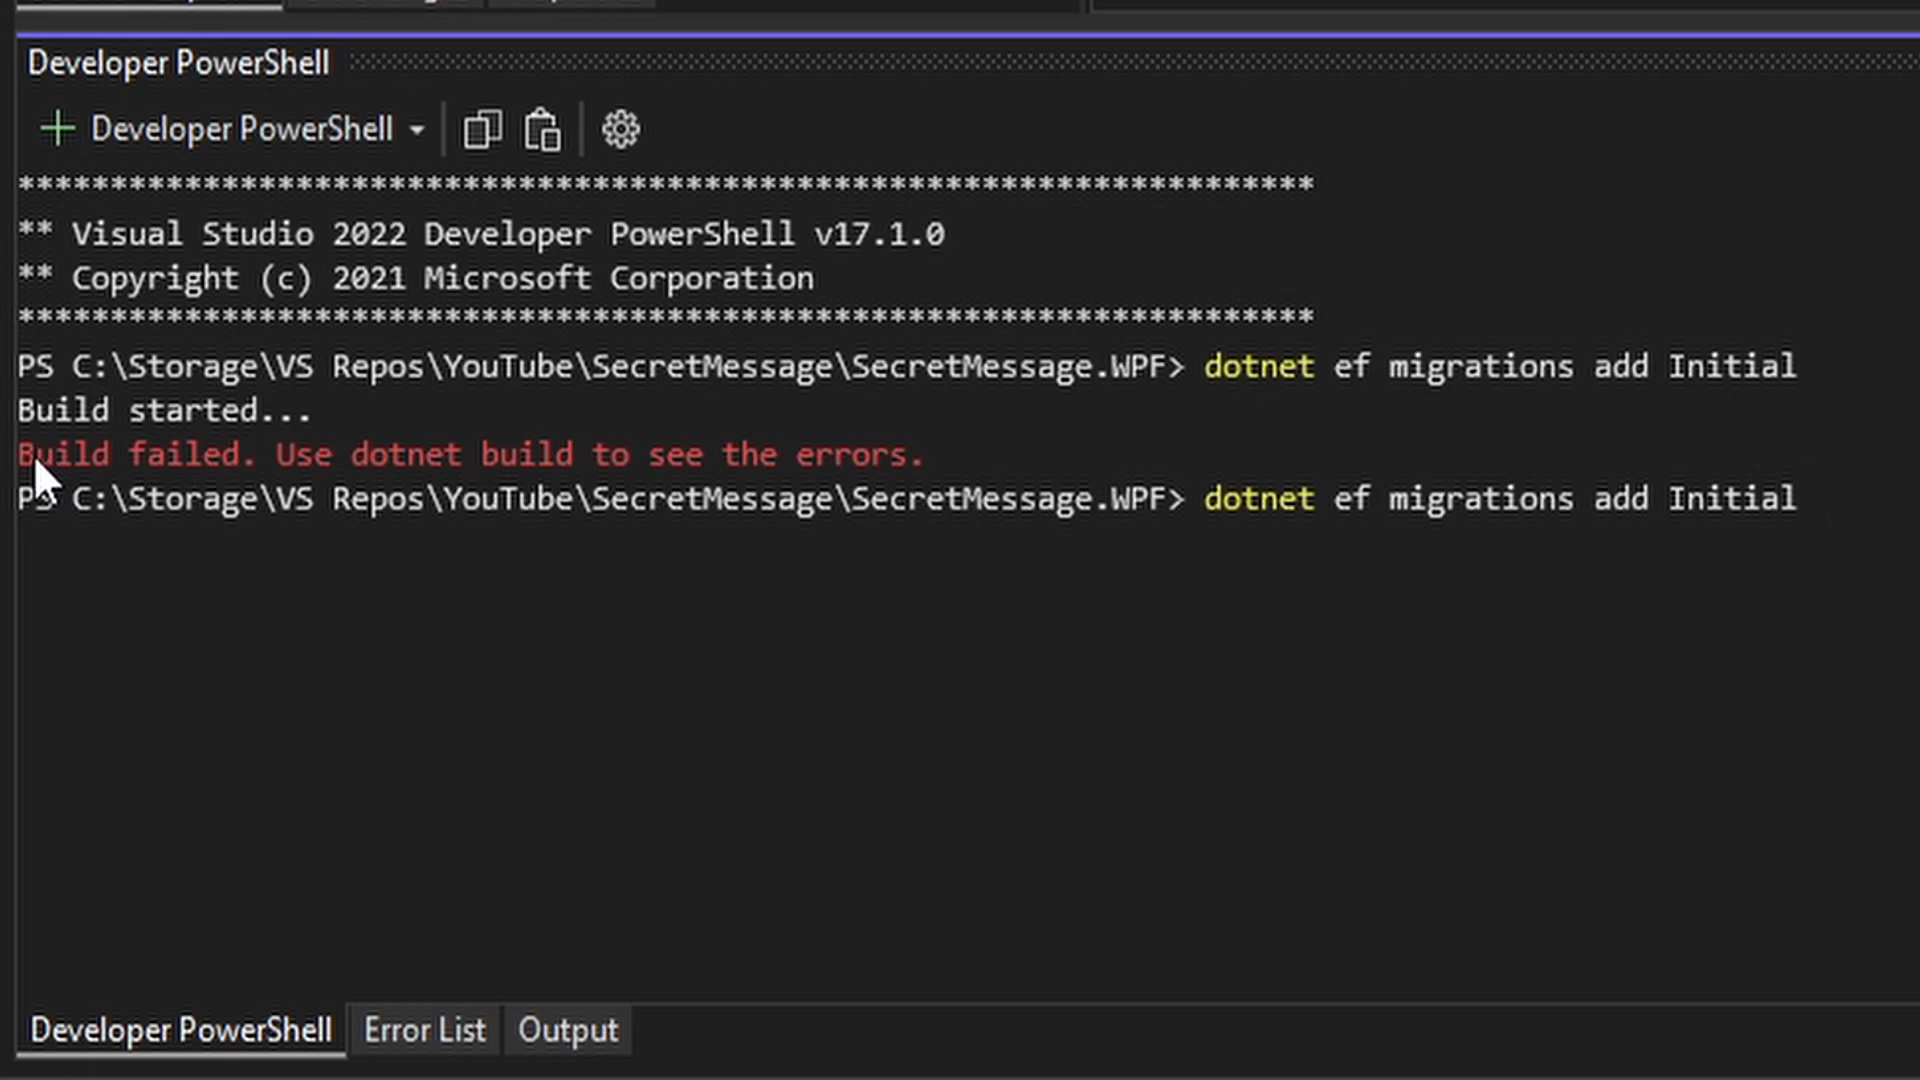 Developer PowerShell
Developer PowerShell
***********************************************************************
** Visual Studio 2022 Developer PowerShell v17.1.0
** Copyright (c) 2021 Microsoft Corporation
***********************************************************************
PS C:\Storage\VS Repos\YouTube\SecretMessage\SecretMessage.WPF> dotnet ef migrations add Initial
Build started...
Build failed. Use dotnet build to see the errors.
PS C:\Storage\VS Repos\YouTube\SecretMessage\SecretMessage.WPF> dotnet ef migrations add Initial
Developer PowerShell Error List Output